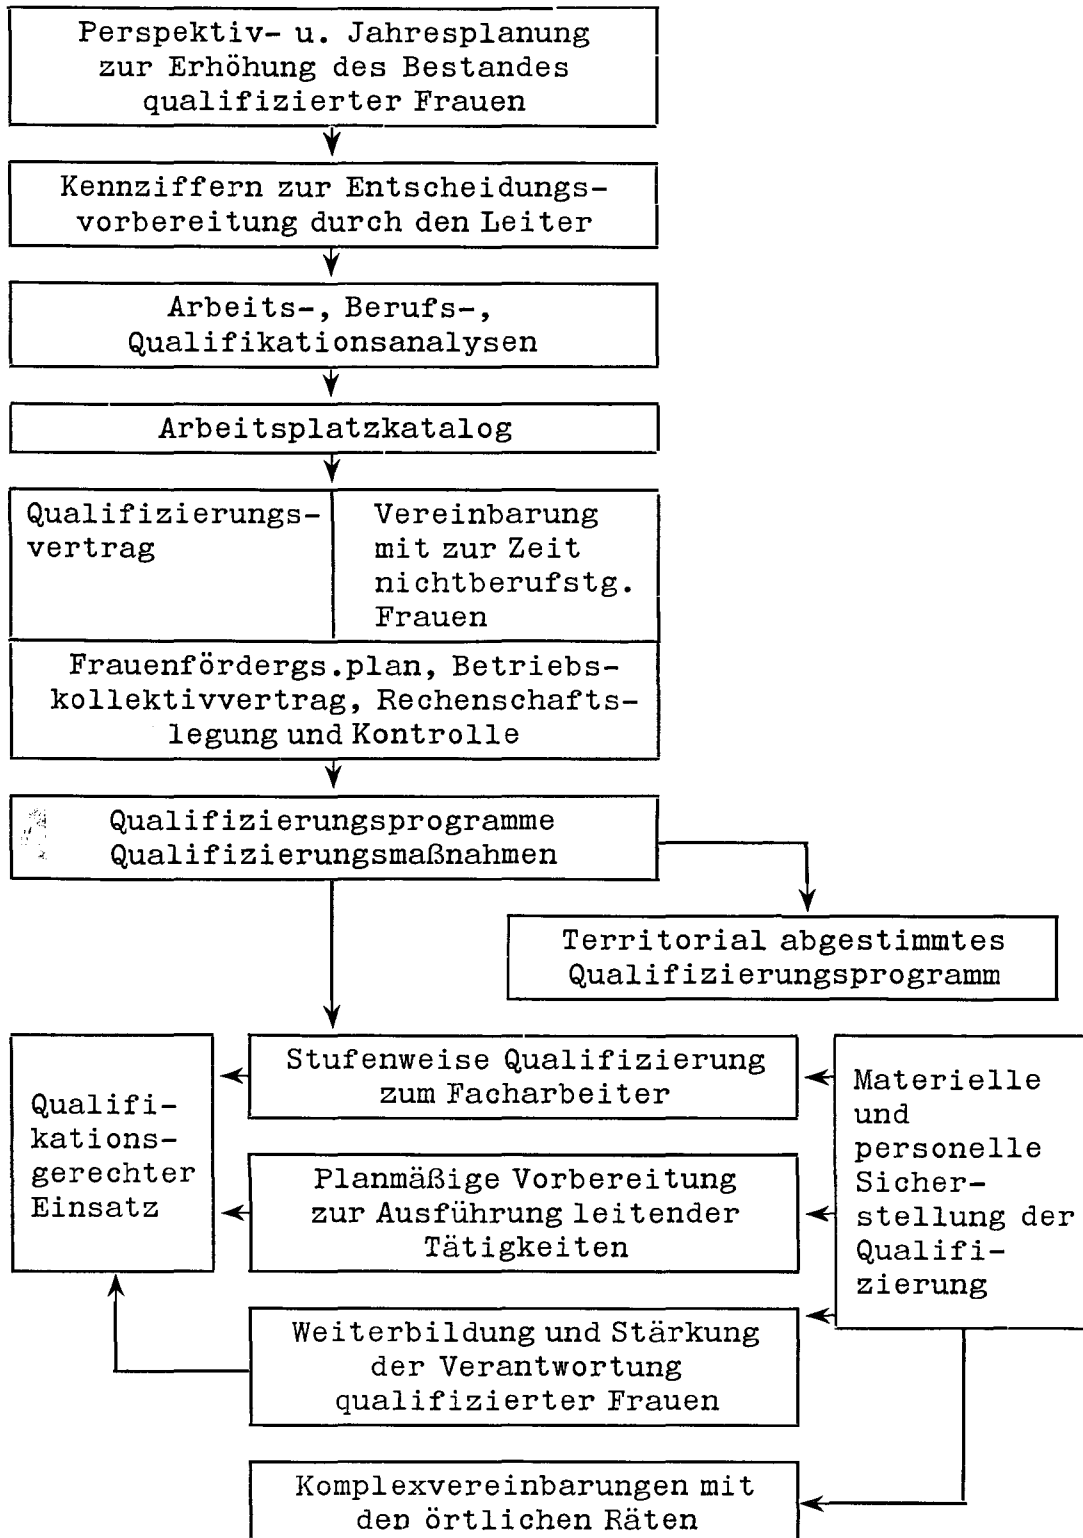 Perspektiv- u. Jahresplanung
zur Erhöhung des Bestandes
qualifizierter Frauen
Kennziffern zur Entscheidungs-
vorbereitung durch den Leiter
Arbeits-, Berufs-,
Qualifikationsanalysen
Arbeitsplatzkatalog
Qualifizierungs-
vertrag
Vereinbarung
mit zur Zeit
nichtberufstg.
Frauen
Frauenfördergs.plan, Betriebs-
kollektivvertrag, Rechenschafts-
legung und Kontrolle
Qualifizierungsprogramme
Qualifizierungsmaßnahmen
Territorial abgestimmtes
Qualifizierungsprogramm
Qualifi-
kations-
gerechter
Einsatz
Stufenweise Qualifizierung
zum Facharbeiter
Planmäßige Vorbereitung
zur Ausführung leitender
Tätigkeiten
Weiterbildung und Stärkung
der Verantwortung
qualifizierter Frauen
Materielle
und
personelle
Sicher-
stellung der
Qualifi-
zierung
Komplexvereinbarungen mit
den örtlichen Räten